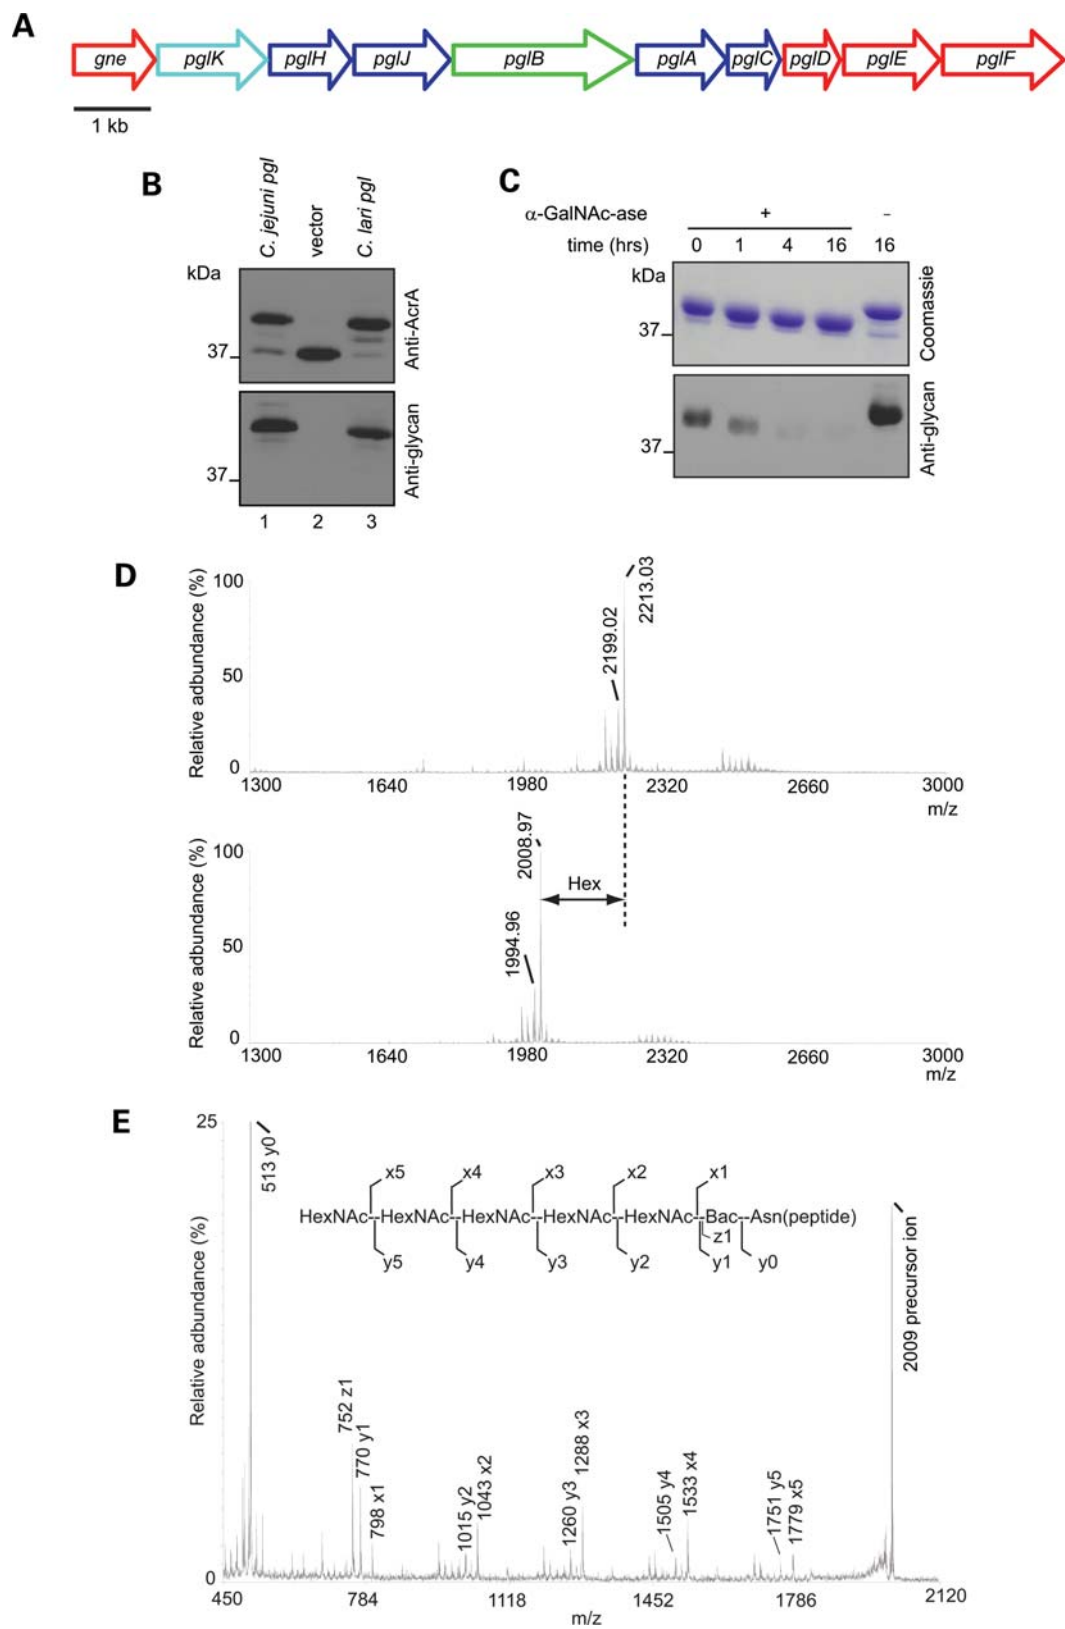 A
gne pglK pglH pglJ pglB pglA pglC pglD pglE pglF
1 kb
B
C. jejuni pgl
vector
C. lari pgl
kDa
37
Anti-AcrA
37
Anti-glycan
1 2 3
C
α-GalNAc-ase + -
time (hrs) 0 1 4 16 16
kDa
37
Coomassie
37
Anti-glycan
D
Relative adbundance (%)
100
50
0
2199.02
2213.03
1300 1640 1980 2320 2660 3000
m/z
Relative adbundance (%)
100
50
0
1994.96
2008.97
Hex
1300 1640 1980 2320 2660 3000
m/z
E
Relative adbundance (%)
25
0
513 y0
x5 x4 x3 x2 x1
HexNAc--HexNAc--HexNAc--HexNAc--HexNAc--Bac--Asn(peptide)
z1
y5 y4 y3 y2 y1 y0
752 z1
770 y1
798 x1
1015 y2
1043 x2
1260 y3
1288 x3
1505 y4
1533 x4
1751 y5
1779 x5
2009 precursor ion
450 784 1118 1452 1786 2120
m/z